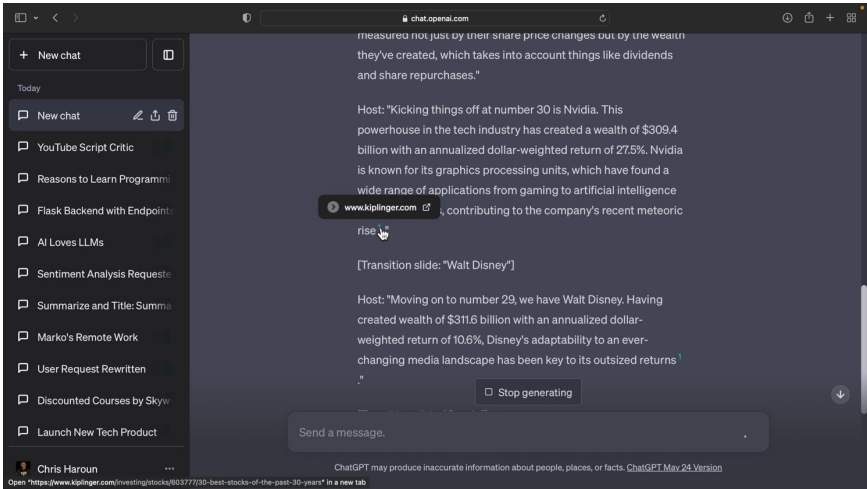 chat.openai.com
New chat
Today
New chat
YouTube Script Critic
Reasons to Learn Programmi
Flask Backend with Endpoints
AI Loves LLMs
Sentiment Analysis Requeste
Summarize and Title: Summa
Marko's Remote Work
User Request Rewritten
Discounted Courses by Skyw
Launch New Tech Product
Chris Haroun
Open "https://www.kiplinger.com/investing/stocks/603777/30-best-stocks-of-the-past-30-years" in a new tab
measured not just by their share price changes but by the wealth
they've created, which takes into account things like dividends
and share repurchases."
Host: "Kicking things off at number 30 is Nvidia. This
powerhouse in the tech industry has created a wealth of $309.4
billion with an annualized dollar-weighted return of 27.5%. Nvidia
is known for its graphics processing units, which have found a
wide range of applications from gaming to artificial intelligence
www.kiplinger.com
s, contributing to the company's recent meteoric
rise ."
[Transition slide: "Walt Disney"]
Host: "Moving on to number 29, we have Walt Disney. Having
created wealth of $311.6 billion with an annualized dollar-
weighted return of 10.6%, Disney's adaptability to an ever-
changing media landscape has been key to its outsized returns 1
."
Stop generating
Send a message.
ChatGPT may produce inaccurate information about people, places, or facts. ChatGPT May 24 Version